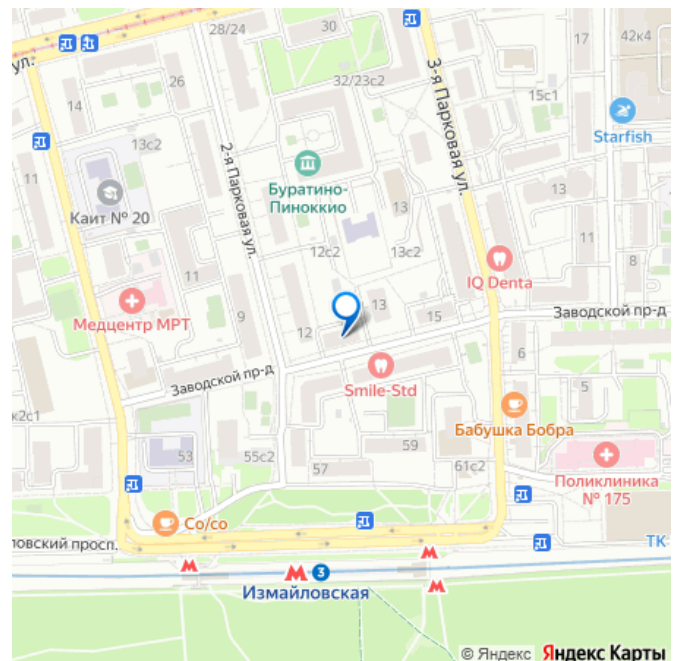 28/24
30
17
42к4
ул.
32/23с2
26
14
15с1
3-я Парковая ул.
Starfish
13с2
2-я Парковая ул.
11
Буратино-
Пиноккио
13
13
Каит № 20
11
12с2
13с2
IQ Denta
8
11
Медцентр МРТ
9
13
15
12
Заводской пр-д
Заводской пр-д
Smile-Std
6
5
к2с1
Бабушка Бобра
53
55с2
59
57
61с2
Поликлиника
№ 175
Co/co
ловский просп.
ТК
3
Измайловская
© Яндекс Яндекс Карты